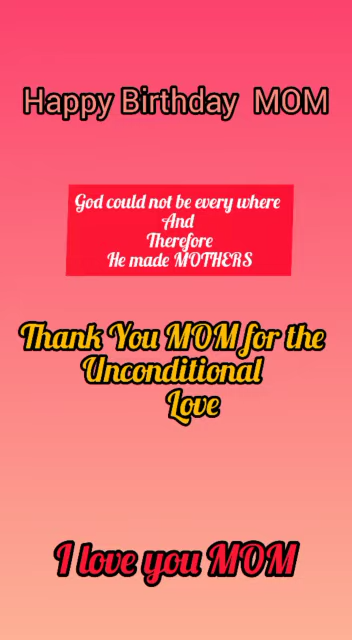 Happy Birthday MOM
God could not be every where
And
Therefore
He made MOTHERS
Thank You MOM for the
Unconditional
Love
I love you MOM